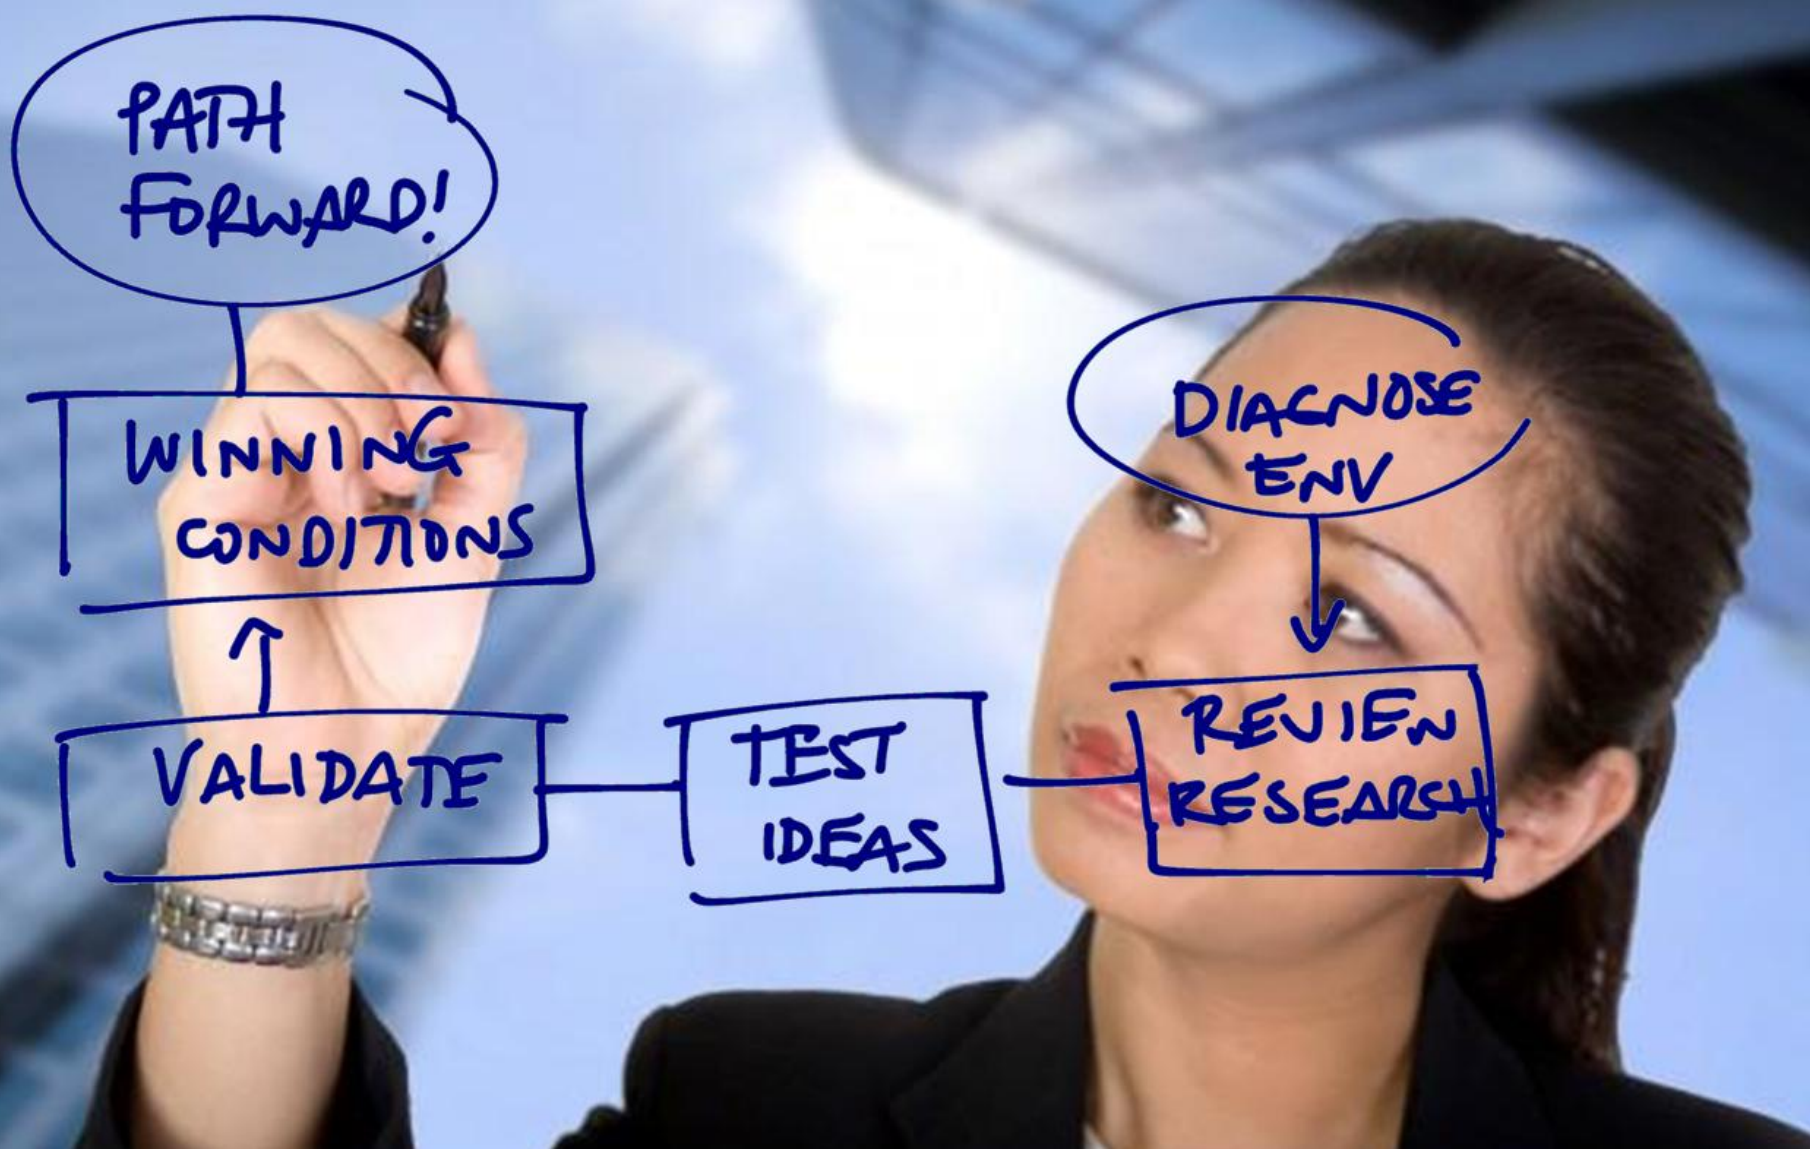 PATH
FORWARD!
WINNING
CONDITIONS
VALIDATE
TEST
IDEAS
DIAGNOSE
ENV
REVIEW
RESEARCH